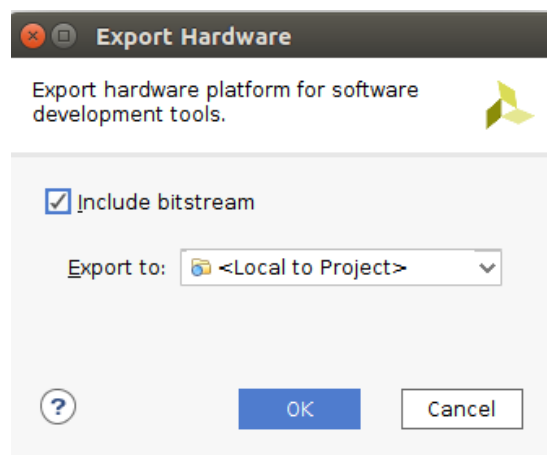 Export Hardware
Export hardware platform for software
development tools.
Include bitstream
Export to: <Local to Project>
? OK Cancel